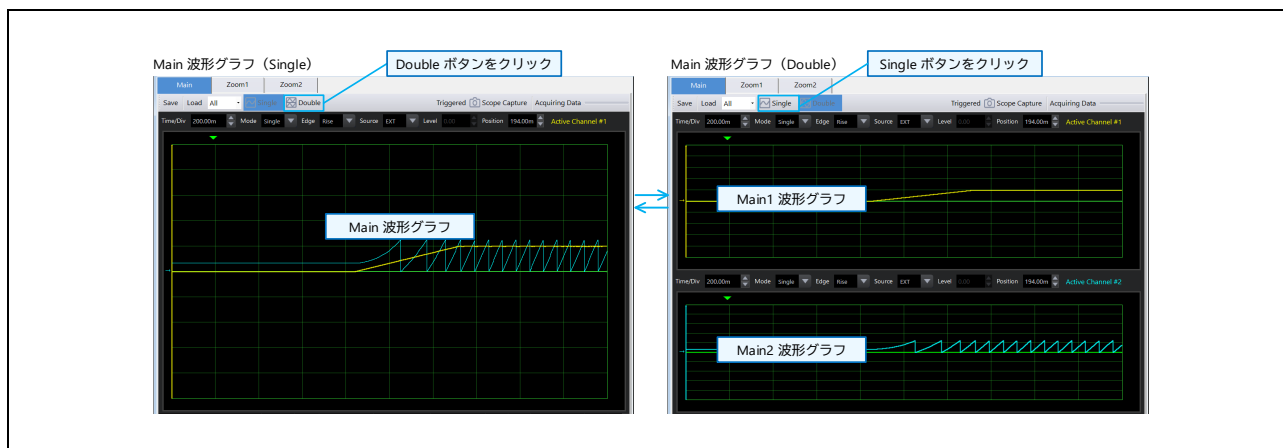 Main 波形グラフ（Single）
Double ボタンをクリック
Main Zoom1 Zoom2
Save Load All Single Double Triggered Scope Capture Acquiring Data
Time/Div 200.00m Mode Single Edge Rise Source EXT Level 0.00 Position 194.00m Active Channel #1
Main 波形グラフ
Main 波形グラフ（Double）
Single ボタンをクリック
Main Zoom1 Zoom2
Save Load All Single Double Triggered Scope Capture Acquiring Data
Time/Div 200.00m Mode Single Edge Rise Source EXT Level 0.00 Position 194.00m Active Channel #1
Main1 波形グラフ
Time/Div 200.00m Mode Single Edge Rise Source EXT Level 0.00 Position 194.00m Active Channel #2
Main2 波形グラフ